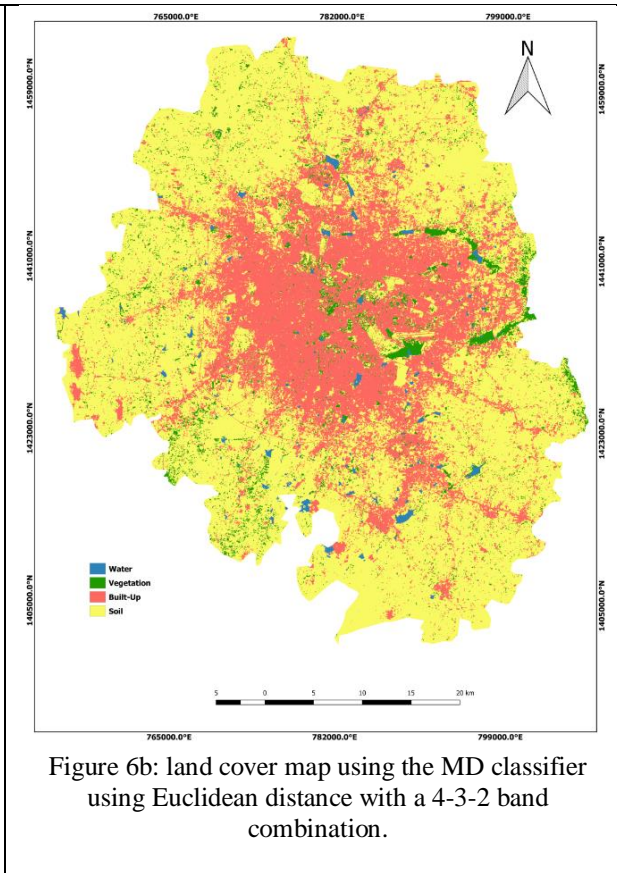 765000.0°E 782000.0°E 799000.0°E
N
1459000.0°N 1459000.0°N
1441000.0°N 1441000.0°N
1423000.0°N 1423000.0°N
1405000.0°N 1405000.0°N
Water
Vegetation
Built-Up
Soil
5 0 5 10 15 20 km
765000.0°E 782000.0°E 799000.0°E
Figure 6b: land cover map using the MD classifier
using Euclidean distance with a 4-3-2 band
combination.